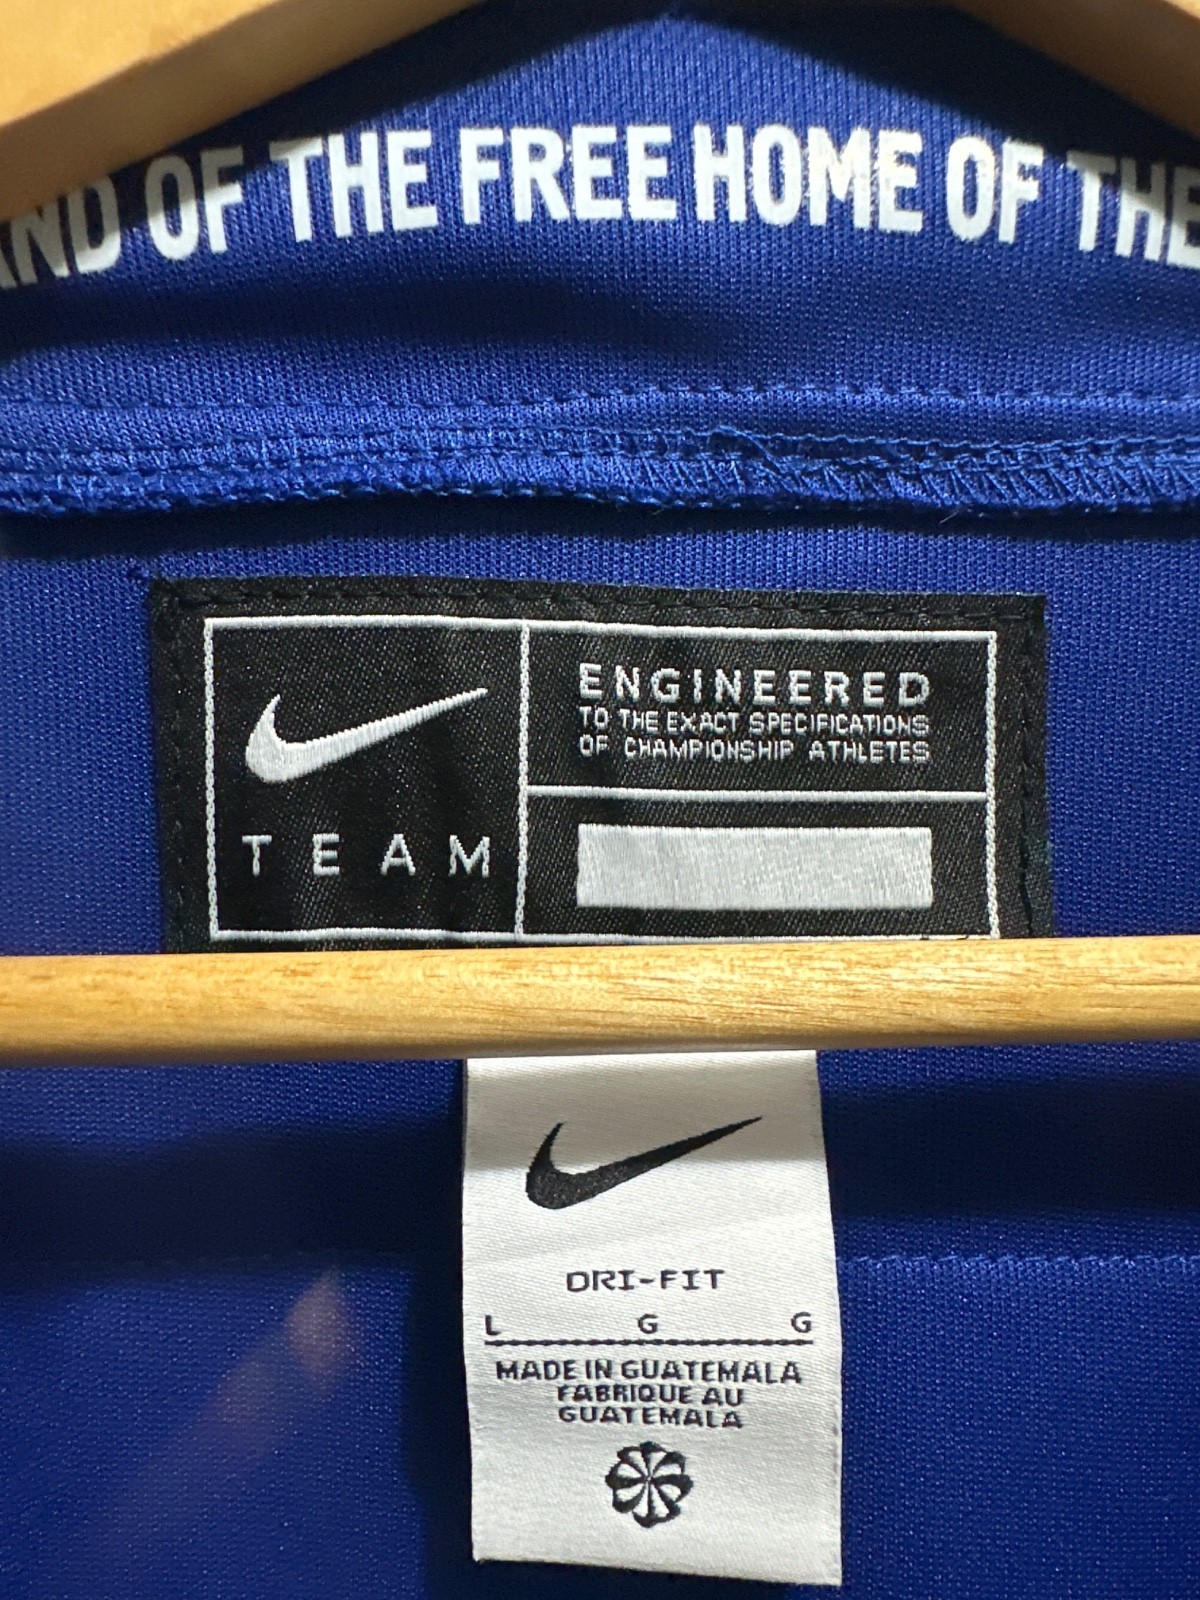 AND OF THE FREE HOME OF THE
TEAM
ENGINEERED
TO THE EXACT SPECIFICATIONS
OF CHAMPIONSHIP ATHLETES
DRI-FIT
L G G
MADE IN GUATEMALA
FABRIQUE AU
GUATEMALA